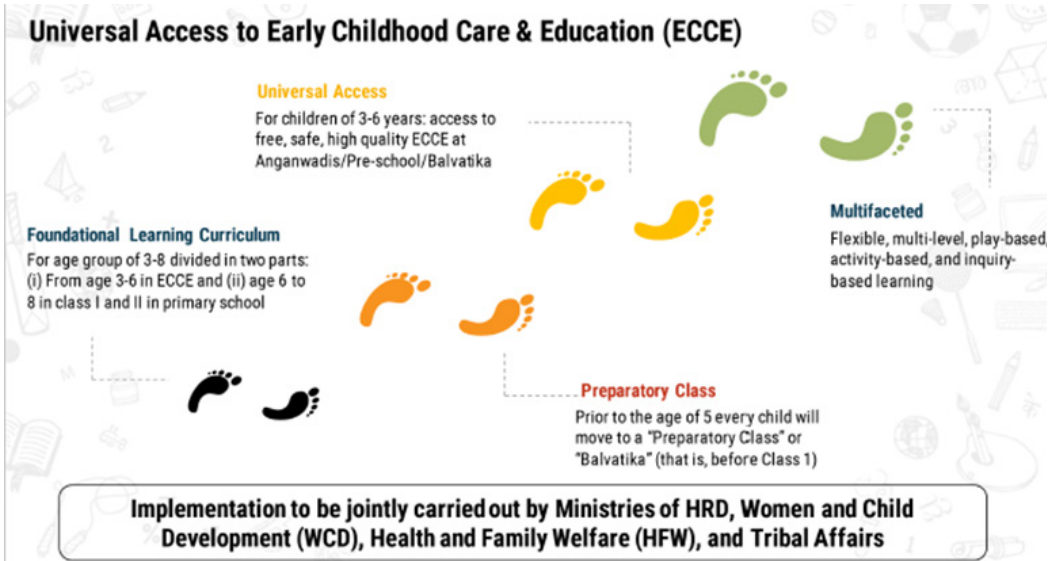 Universal Access to Early Childhood Care & Education (ECCE)
Universal Access
For children of 3-6 years: access to
free, safe, high quality ECCE at
Anganwadis/Pre-school/Balvatika
Multifaceted
Flexible, multi-level, play-based,
activity-based, and inquiry-
based learning
Foundational Learning Curriculum
For age group of 3-8 divided in two parts:
(i) From age 3-6 in ECCE and (ii) age 6 to
8 in class I and II in primary school
Preparatory Class
Prior to the age of 5 every child will
move to a “Preparatory Class” or
“Balvatika” (that is, before Class 1)
Implementation to be jointly carried out by Ministries of HRD, Women and Child
Development (WCD), Health and Family Welfare (HFW), and Tribal Affairs